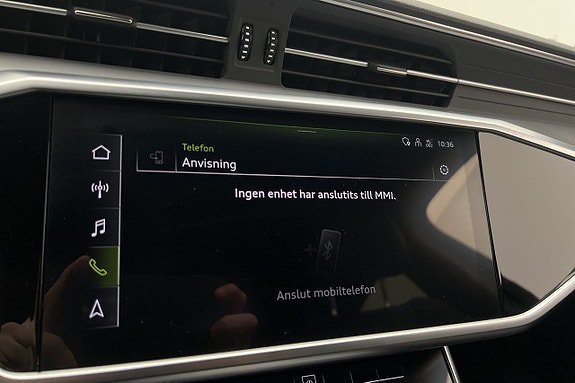 Telefon
10:36
Anvisning
Ingen enhet har anslutits till MMI.
Anslut mobiltelefon